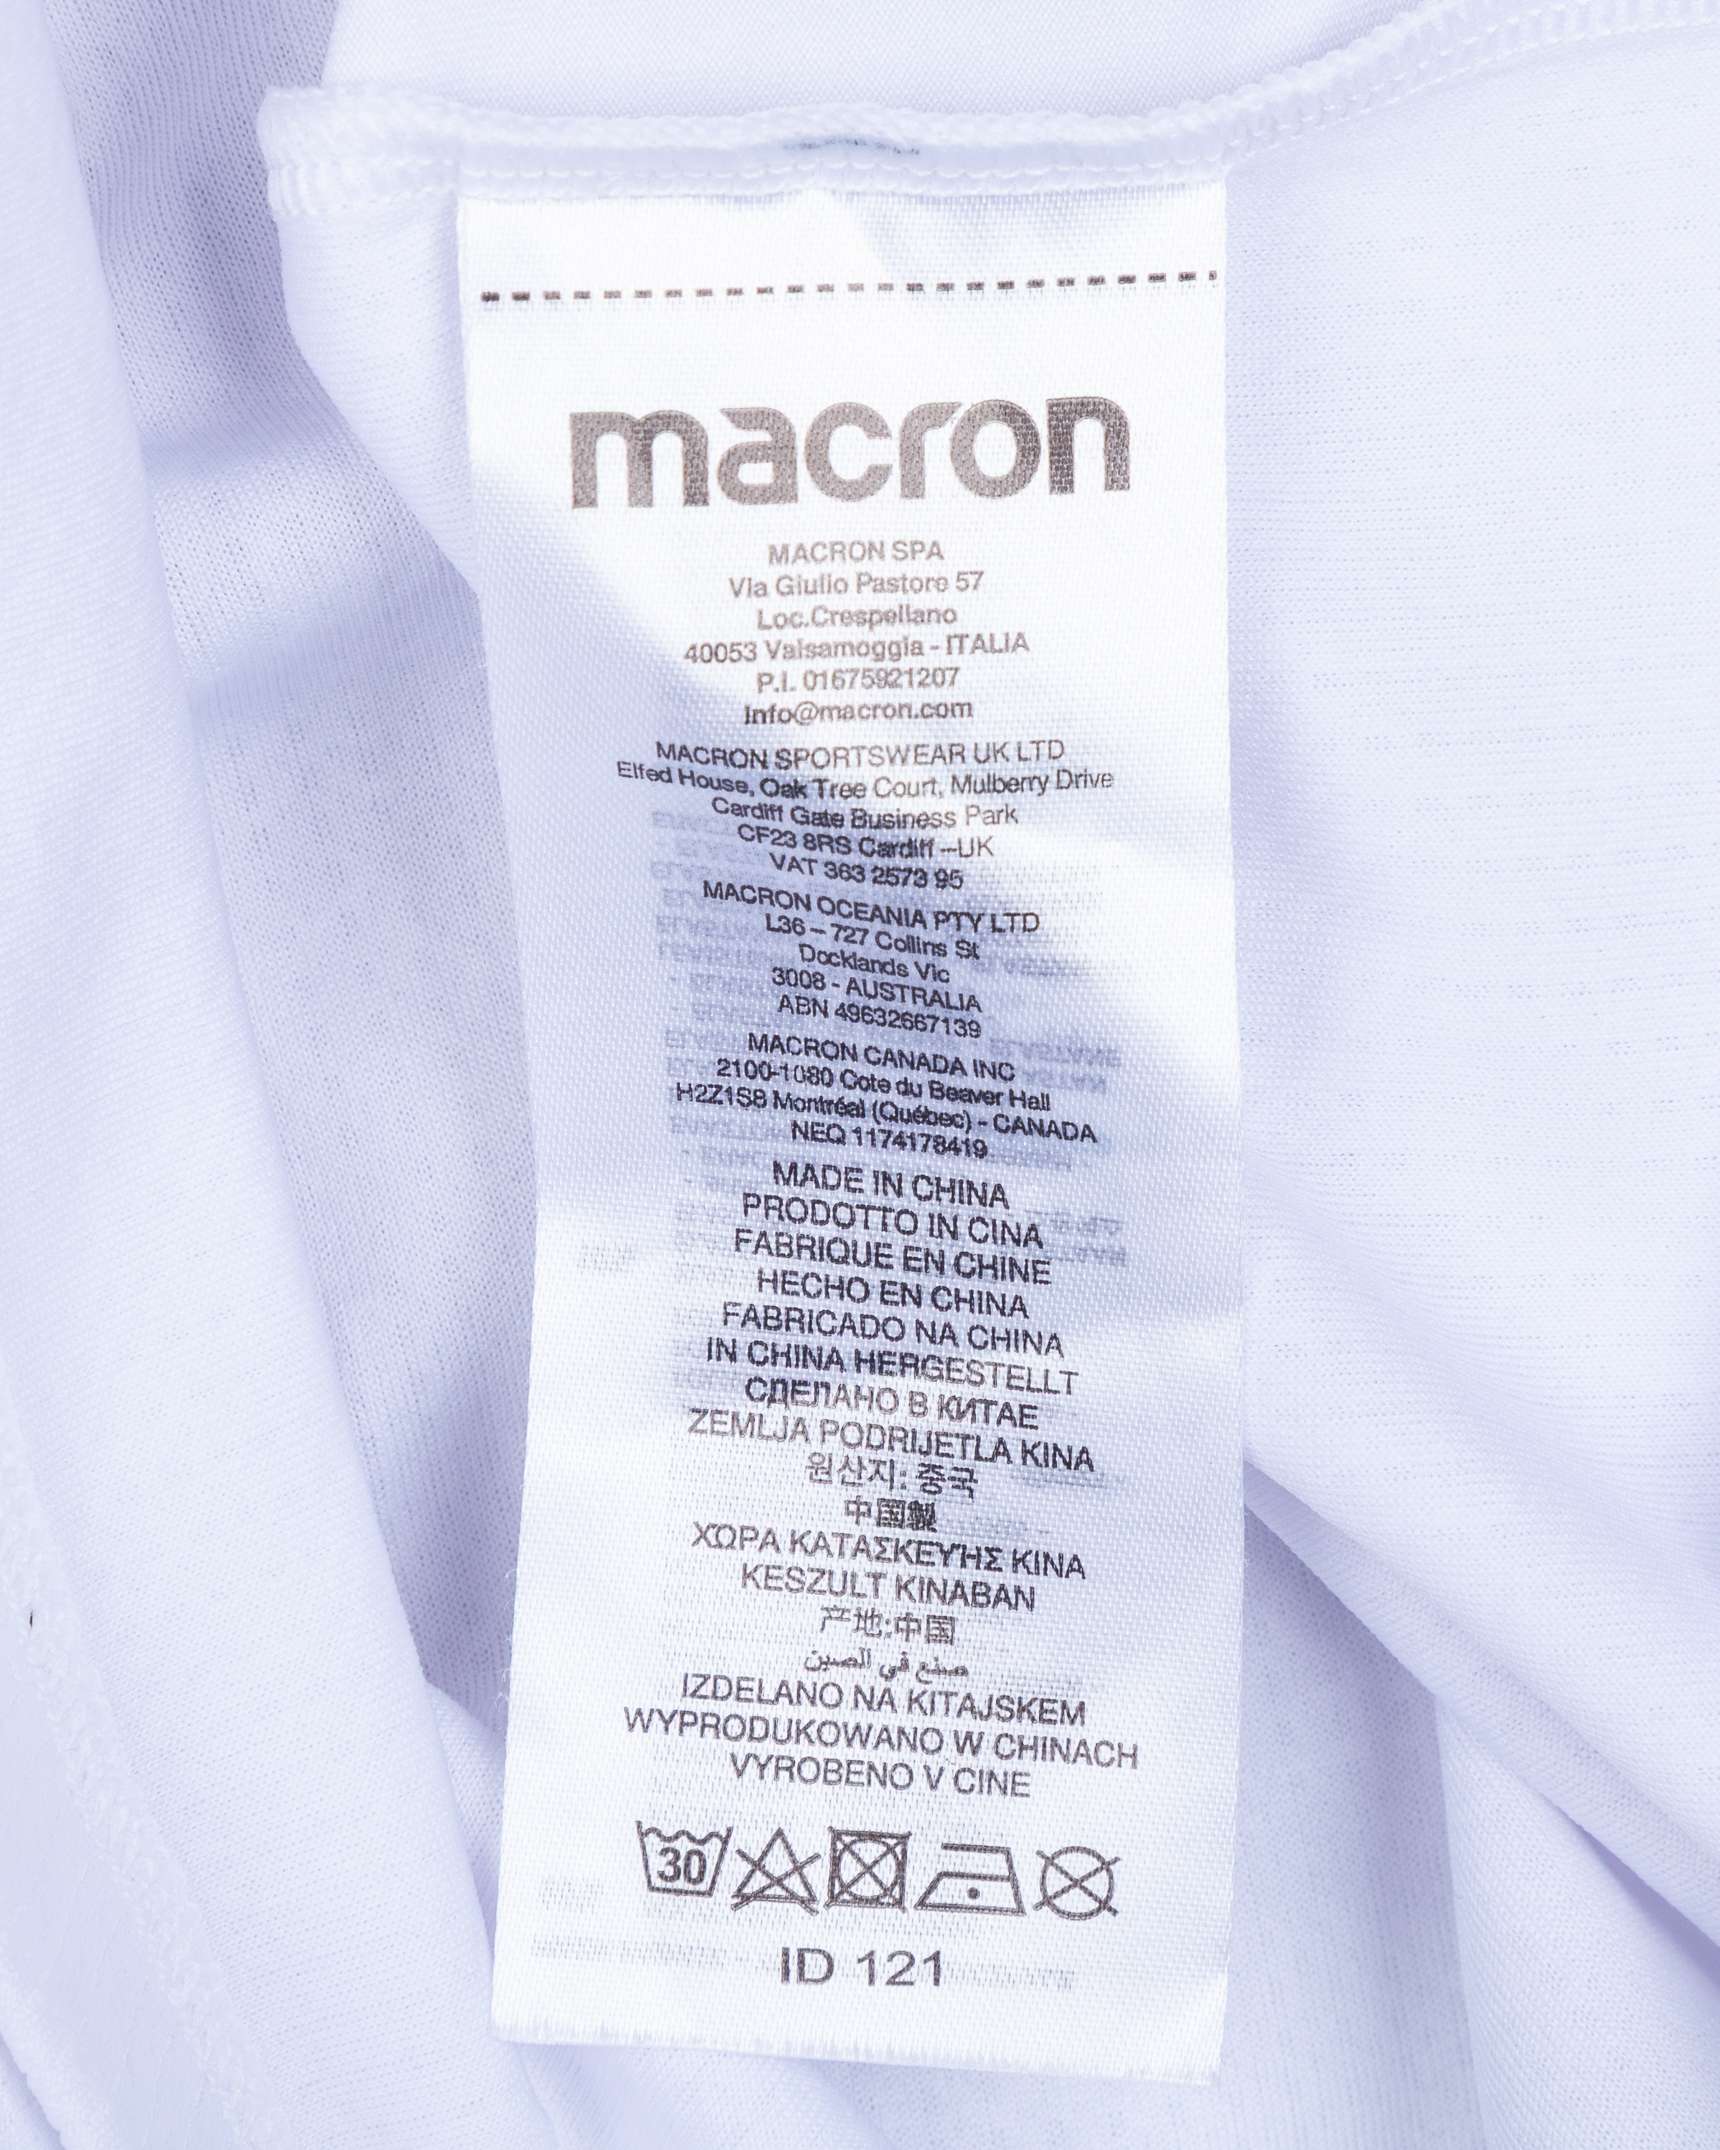 macron
MACRON SPA
Via Giulio Pastore 57
Loc.Crespellano
40053 Valsamoggia - ITALIA
P.I. 01675921207
info@macron.com
MACRON SPORTSWEAR UK LTD
Elfed House, Oak Tree Court, Mulberry Drive
Cardiff Gate Business Park
CF23 8RS Cardiff –UK
VAT 363 2573 95
MACRON OCEANIA PTY LTD
L36 – 727 Collins St
Docklands Vic
3008 - AUSTRALIA
ABN 49632667139
MACRON CANADA INC
2100-1080 Cote du Beaver Hall
H2Z1S8 Montréal (Québec) - CANADA
NEQ 1174178419
MADE IN CHINA
PRODOTTO IN CINA
FABRIQUE EN CHINE
HECHO EN CHINA
FABRICADO NA CHINA
IN CHINA HERGESTELLT
СДЕЛАНО В КИТАЕ
ZEMLJA PODRIJETLA KINA
원산지: 중국
中国製
ΧΩΡΑ ΚΑΤΑΣΚΕΥΉΣ ΚΙΝΑ
KESZULT KINABAN
产地:中国
صنع في الصين
IZDELANO NA KITAJSKEM
WYPRODUKOWANO W CHINACH
VYROBENO V CINE
30
ID 121